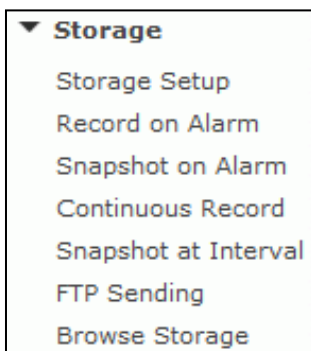 Storage
Storage Setup
Record on Alarm
Snapshot on Alarm
Continuous Record
Snapshot at Interval
FTP Sending
Browse Storage